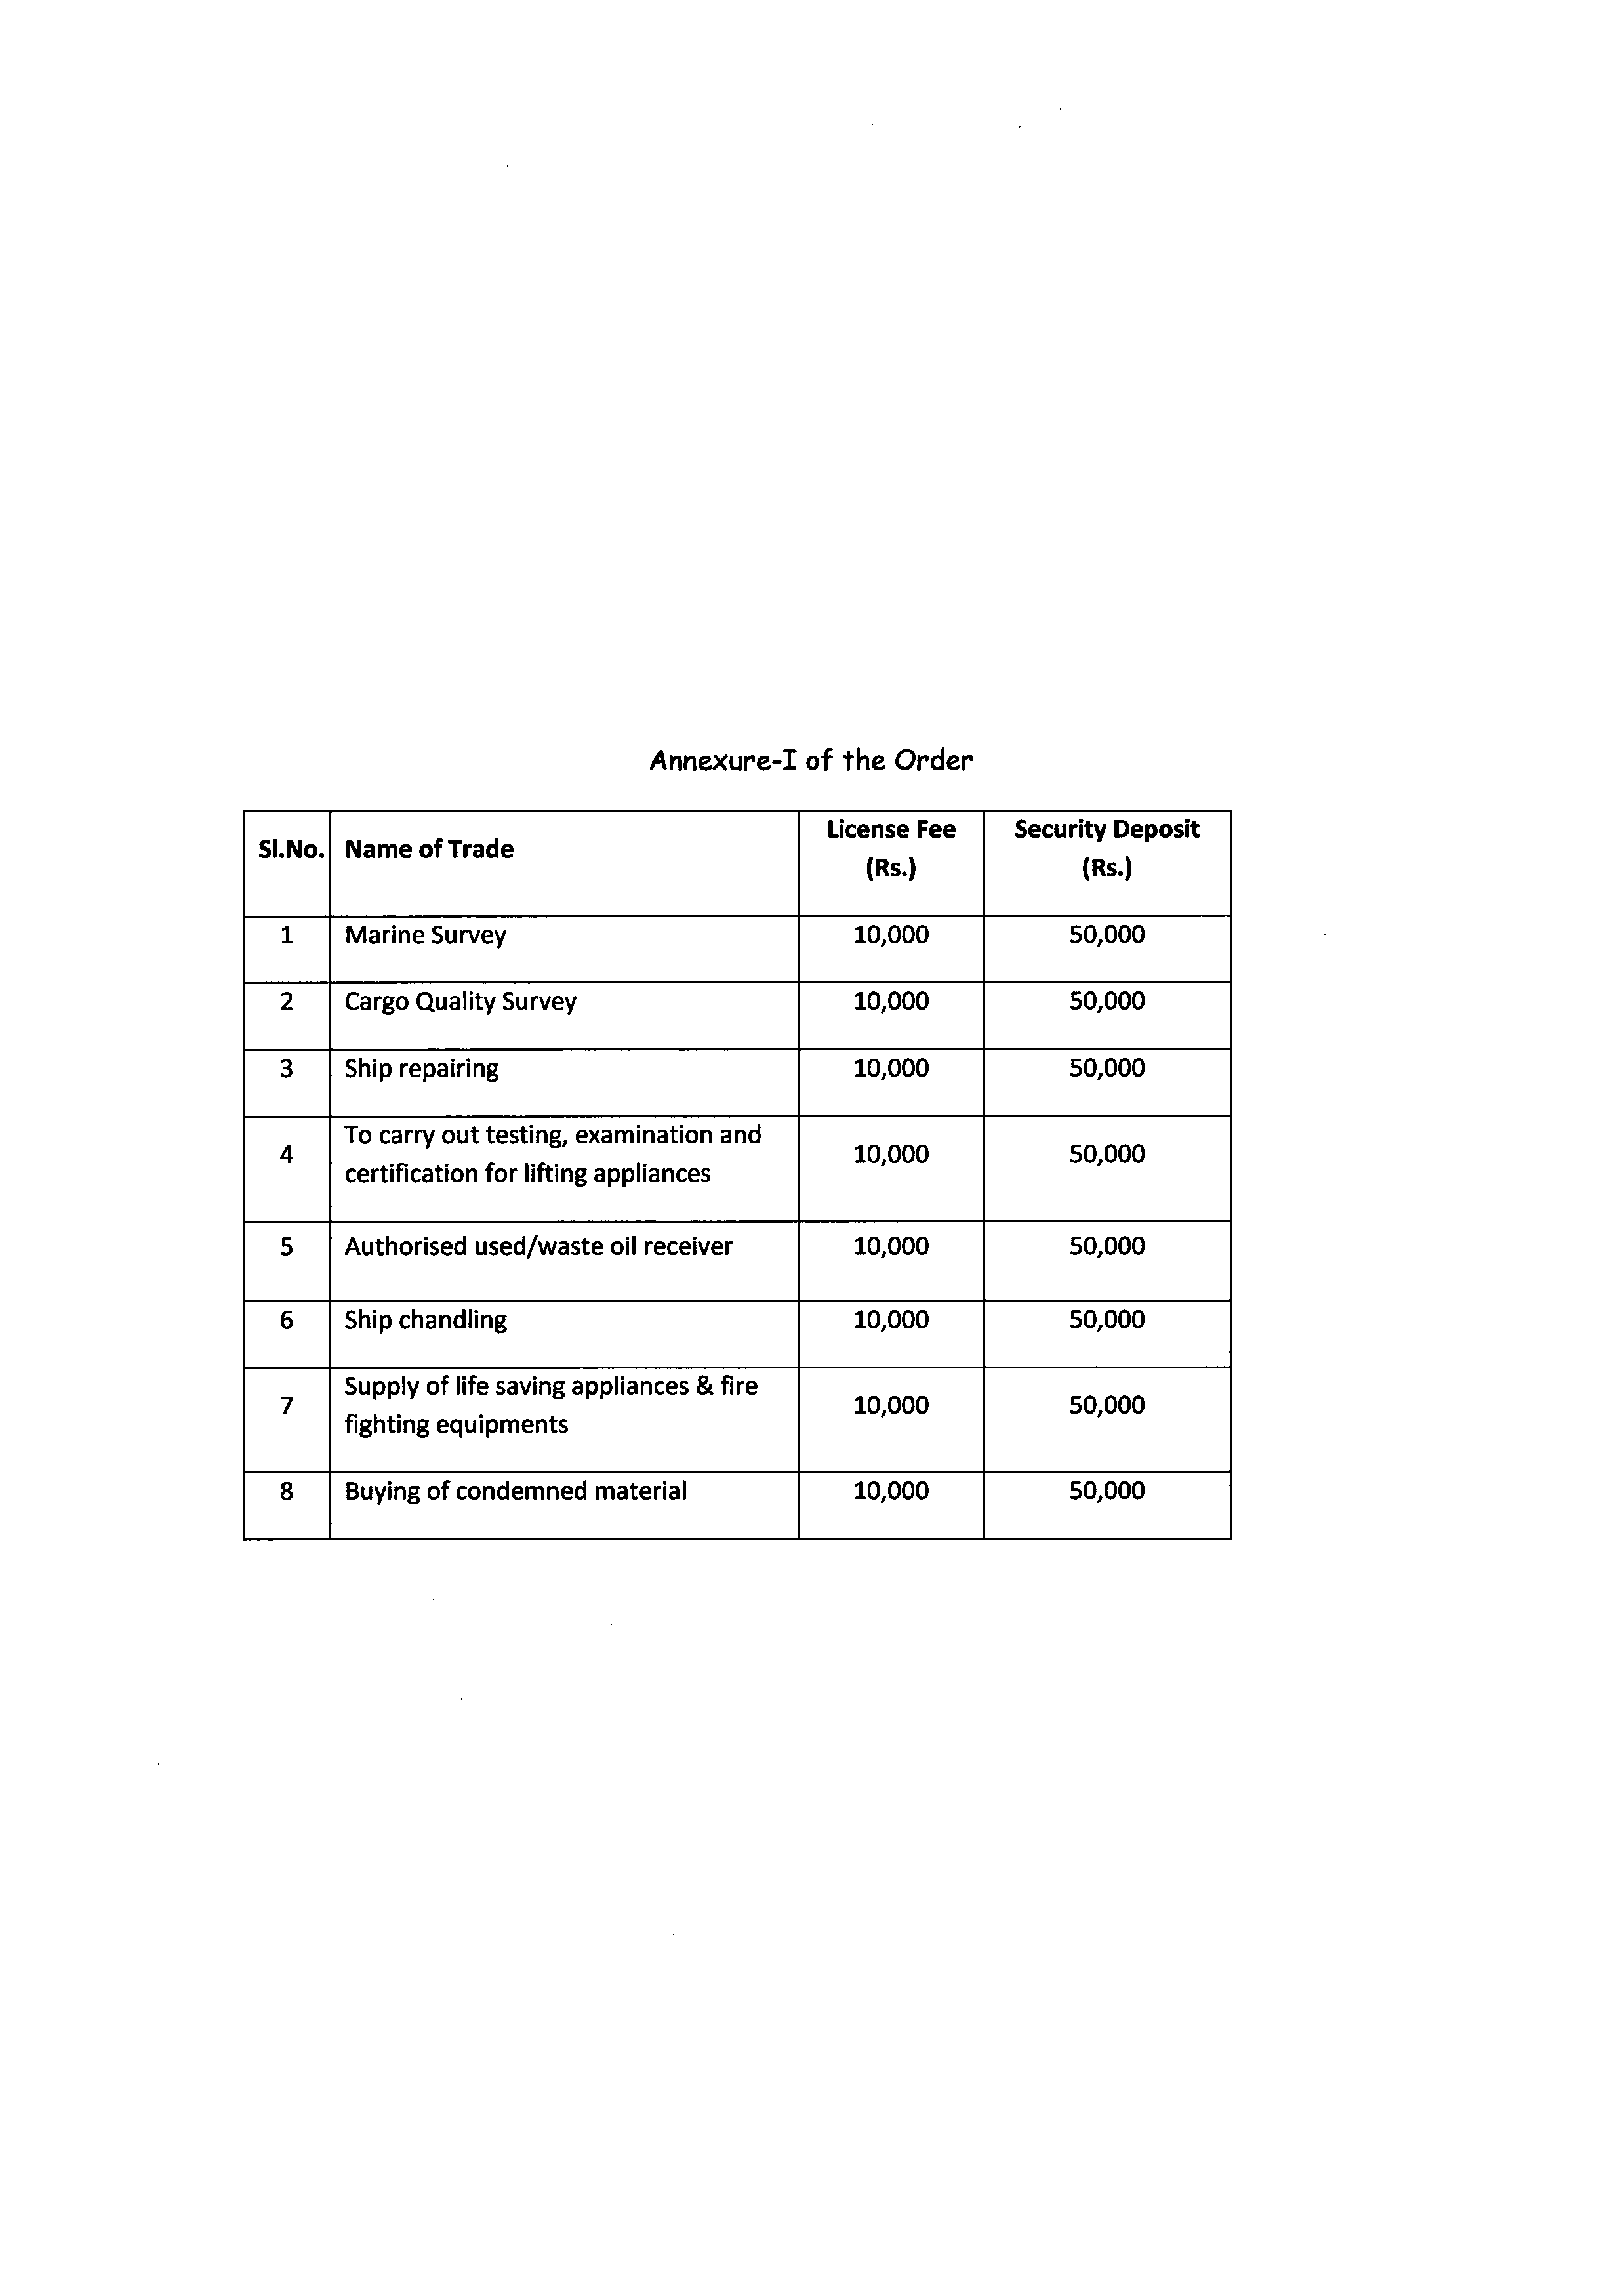 Annexure-I of the Order
Sl.No. Name of Trade License Fee (Rs.) Security Deposit (Rs.)
1 Marine Survey 10,000 50,000
2 Cargo Quality Survey 10,000 50,000
3 Ship repairing 10,000 50,000
4 To carry out testing, examination and
certification for lifting appliances 10,000 50,000
5 Authorised used/waste oil receiver 10,000 50,000
6 Ship chandling 10,000 50,000
7 Supply of life saving appliances & fire
fighting equipments 10,000 50,000
8 Buying of condemned material 10,000 50,000